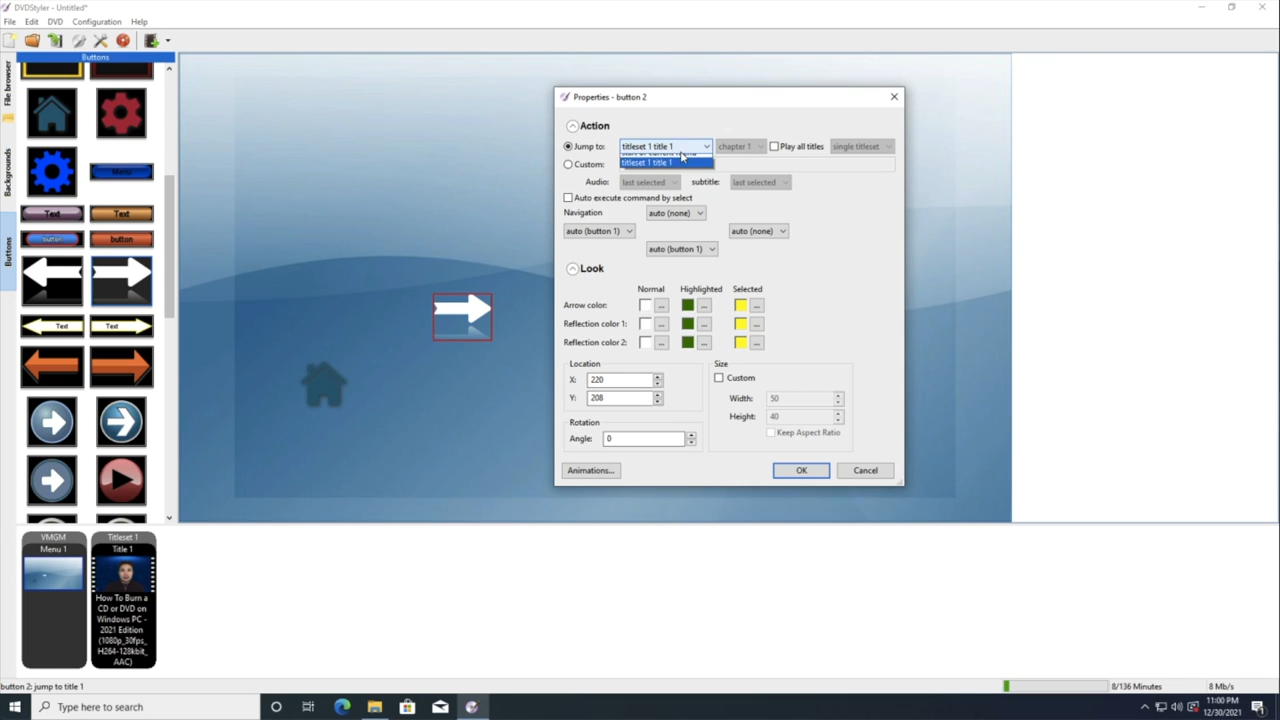 DVDStyler - Untitled*
File Edit DVD Configuration Help
Buttons
File browser
Backgrounds
Buttons
Menu
Text Text
button button
Text Text
Properties - button 2
Action
Jump to: titleset 1 title 1 chapter 1 Play all titles single titleset
Custom: titleset 1 title 1
Audio: last selected subtitle: last selected
Auto execute command by select
Navigation auto (none)
auto (button 1) auto (none)
auto (button 1)
Look
Normal Highlighted Selected
Arrow color: ... ... ...
Reflection color 1: ... ... ...
Reflection color 2: ... ... ...
Location Size
X: 220 Custom
Y: 208 Width: 50
Height: 40
Rotation
Angle: 0 Keep Aspect Ratio
Animations... OK Cancel
VMGM Titleset 1
Menu 1 Title 1
How To Burn a
CD or DVD on
Windows PC -
2021 Edition
(1080p_30fps_
H264-128kbit_
AAC)
button 2: jump to title 1 8/136 Minutes 8 Mb/s
Type here to search 11:00 PM
12/30/2021
1